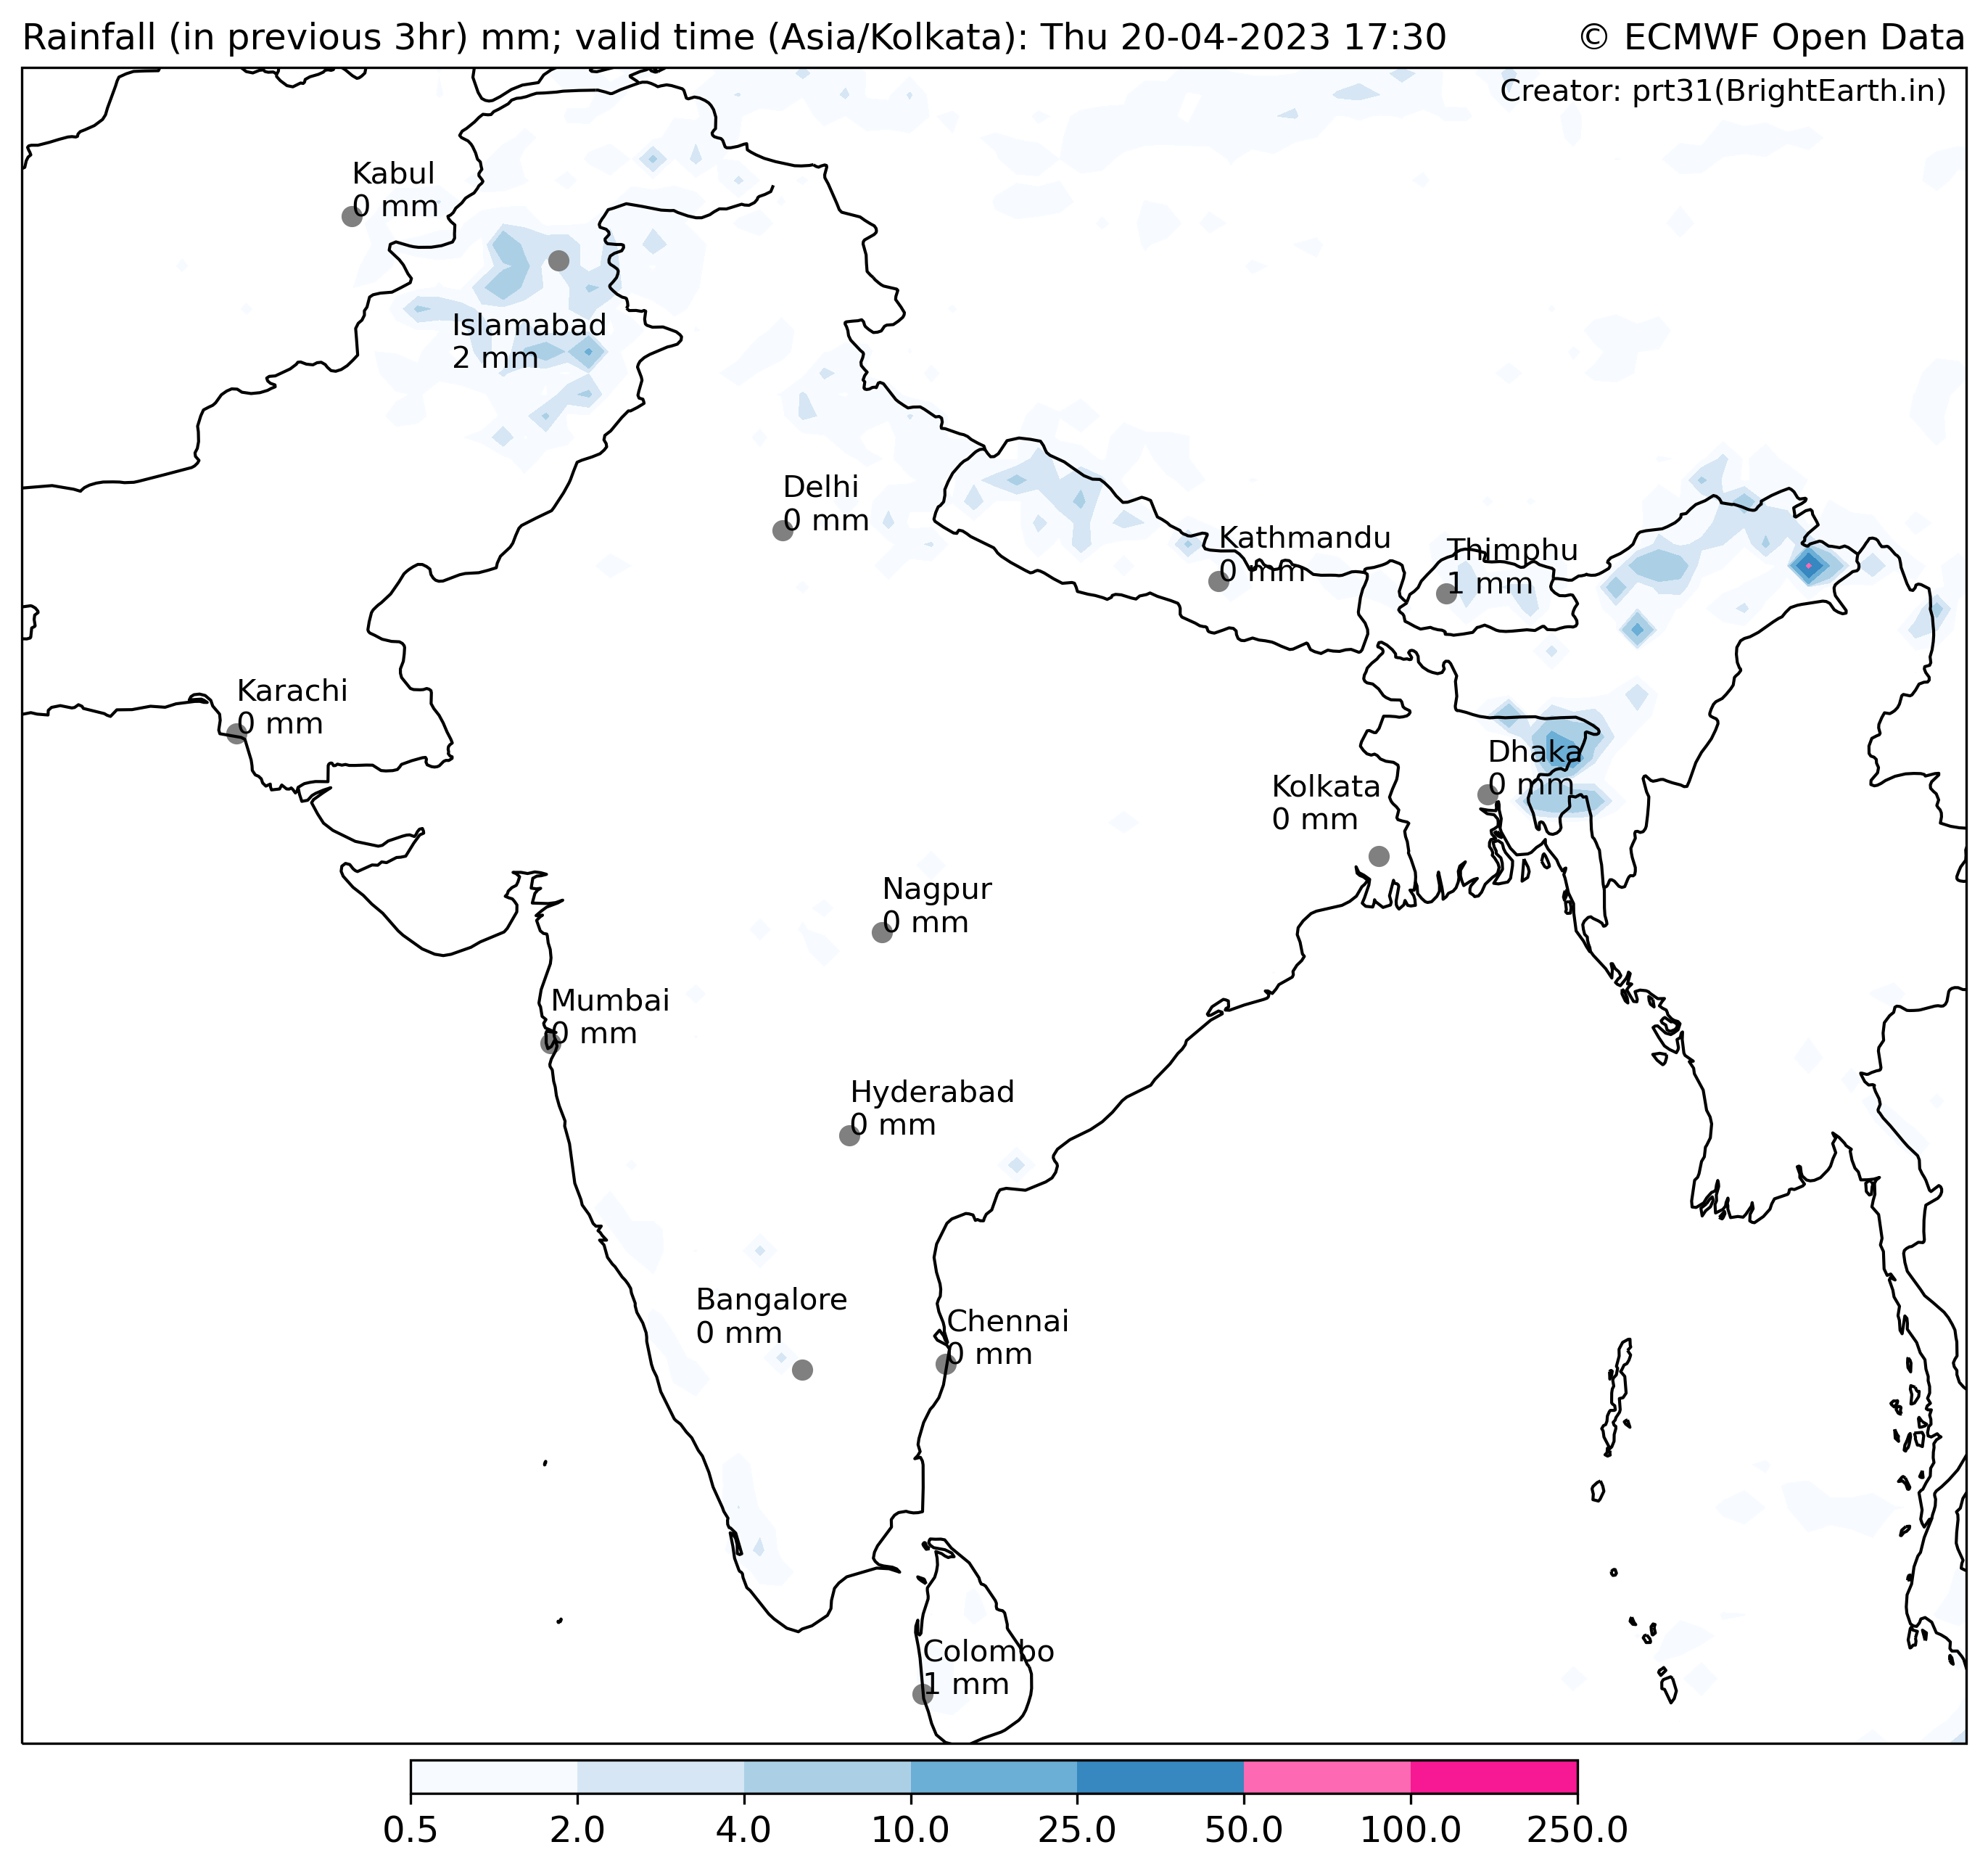 Rainfall (in previous 3hr) mm; valid time (Asia/Kolkata): Thu 20-04-2023 17:30
© ECMWF Open Data
Creator: prt31(BrightEarth.in)
Kabul
0 mm
Islamabad
2 mm
Delhi
0 mm
Kathmandu
0 mm
Thimphu
1 mm
Karachi
0 mm
Dhaka
0 mm
Kolkata
0 mm
Nagpur
0 mm
Mumbai
0 mm
Hyderabad
0 mm
Bangalore
0 mm
Chennai
0 mm
Colombo
1 mm
0.5 2.0 4.0 10.0 25.0 50.0 100.0 250.0